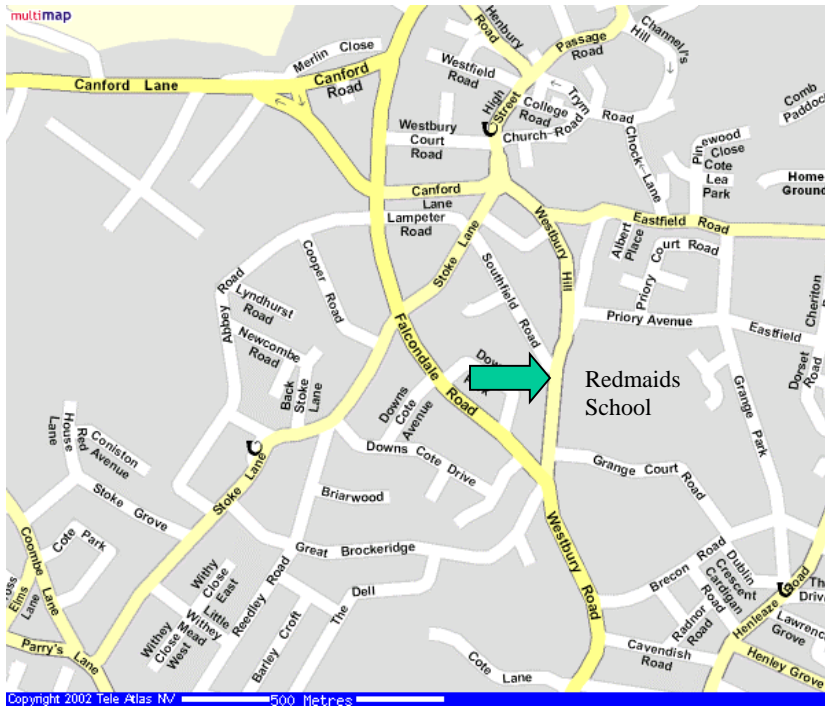 multimap
Merlin Close
Canford Lane
Canford
Road
Henbury
Road
Passage
Road
Channell's
Hill
Westfield
Road
High
Street
College
Road
Trym
Road
Church Road
Chock Lane
Comb
Paddock
Pinewood
Close
Cote
Lea
Park
Home
Ground
Westbury
Court
Road
Canford
Lane
Lampeter
Road
Westbury
Hill
Eastfield Road
Albert
Place
Priory
Court Road
Priory Avenue
Eastfield
Cheriton
Dorset
Road
Abbey Road
Cooper Road
Stoke Lane
Southfield Road
Lyndhurst
Road
Newcombe
Road
Back
Stoke
Lane
Falcondale
Road
Downs
Cote
Avenue
Redmaids
School
Grange Park
House
Lane
Red
Avenue
Coniston
Stoke Lane
Downs Cote Drive
Briarwood
Grange Court Road
Stoke Grove
Cote Park
Great Brockeridge
Westbury
Road
Coombe Lane
Elms
Lane
Parry's Lane
Withy
Close
East
Little
Withey
Mead
West
Withey
Close
Reedley Road
Barley Croft
The Dell
Cote Lane
Brecon Road
Dublin
Crescent
Cardigan
Road
Radnor
Road
Cavendish
Road
Henleaze Road
Drive
Lawrence
Grove
Henley Grove
Copyright 2002 Tele Atlas NV
500 Metres